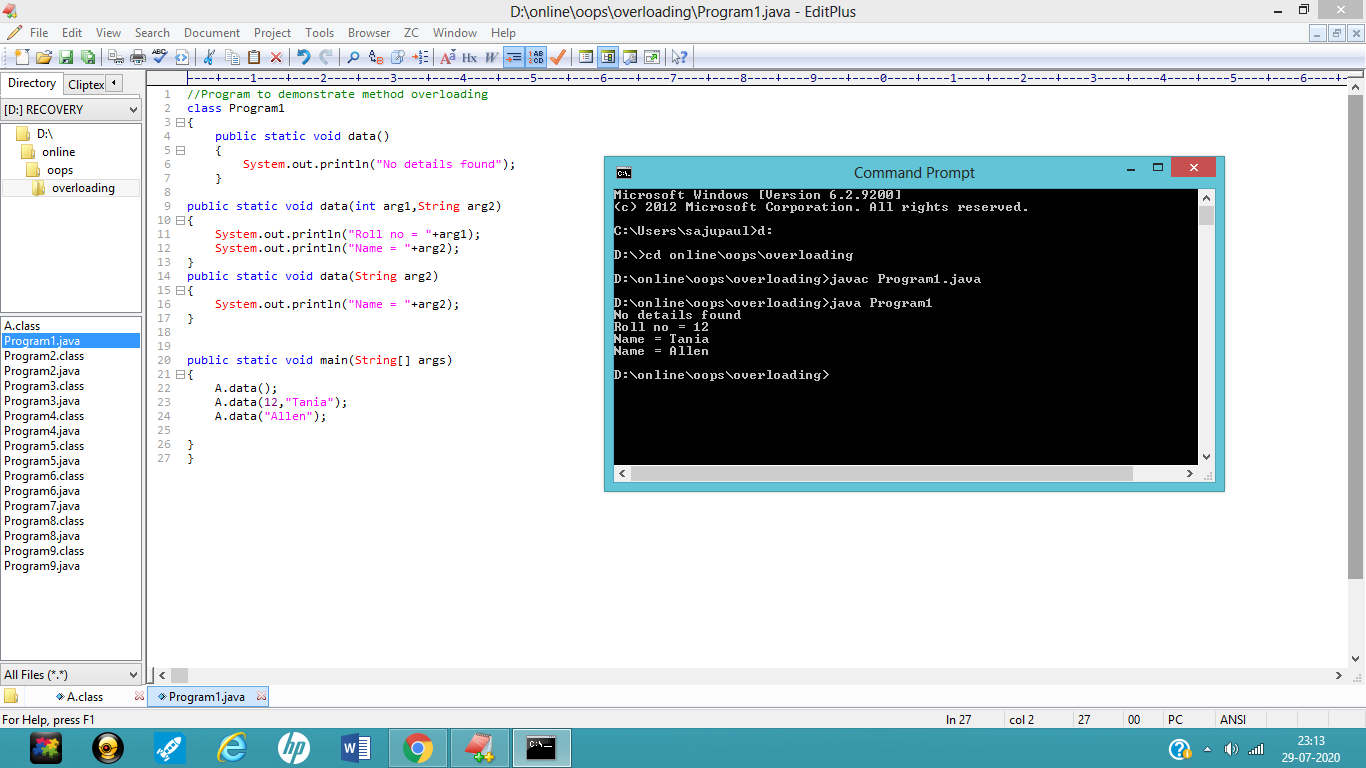 D:\online\oops\overloading\Program1.java - EditPlus
File Edit View Search Document Project Tools Browser ZC Window Help
Directory Cliptex
[D:] RECOVERY
D:\
online
oops
overloading
A.class
Program1.java
Program2.class
Program2.java
Program3.class
Program3.java
Program4.class
Program4.java
Program5.class
Program5.java
Program6.class
Program6.java
Program7.java
Program8.class
Program8.java
Program9.class
Program9.java
All Files (*.*)
----+----1----+----2----+----3----+----4----+----5----+----6----+----7----+----8----+----9----+----0----+----1----+----2----+----3----+----4----+----5----+----6----+--
1 //Program to demonstrate method overloading
2 class Program1
3 {
4 public static void data()
5 {
6 System.out.println("No details found");
7 }
8
9 public static void data(int arg1,String arg2)
10 {
11 System.out.println("Roll no = "+arg1);
12 System.out.println("Name = "+arg2);
13 }
14 public static void data(String arg2)
15 {
16 System.out.println("Name = "+arg2);
17 }
18
19
20 public static void main(String[] args)
21 {
22 A.data();
23 A.data(12,"Tania");
24 A.data("Allen");
25
26 }
27 }
Command Prompt
Microsoft Windows [Version 6.2.9200]
(c) 2012 Microsoft Corporation. All rights reserved.
C:\Users\sajupaul>d:
D:\>cd online\oops\overloading
D:\online\oops\overloading>javac Program1.java
D:\online\oops\overloading>java Program1
No details found
Roll no = 12
Name = Tania
Name = Allen
D:\online\oops\overloading>
A.class Program1.java
For Help, press F1 ln 27 col 2 27 00 PC ANSI
23:13
29-07-2020